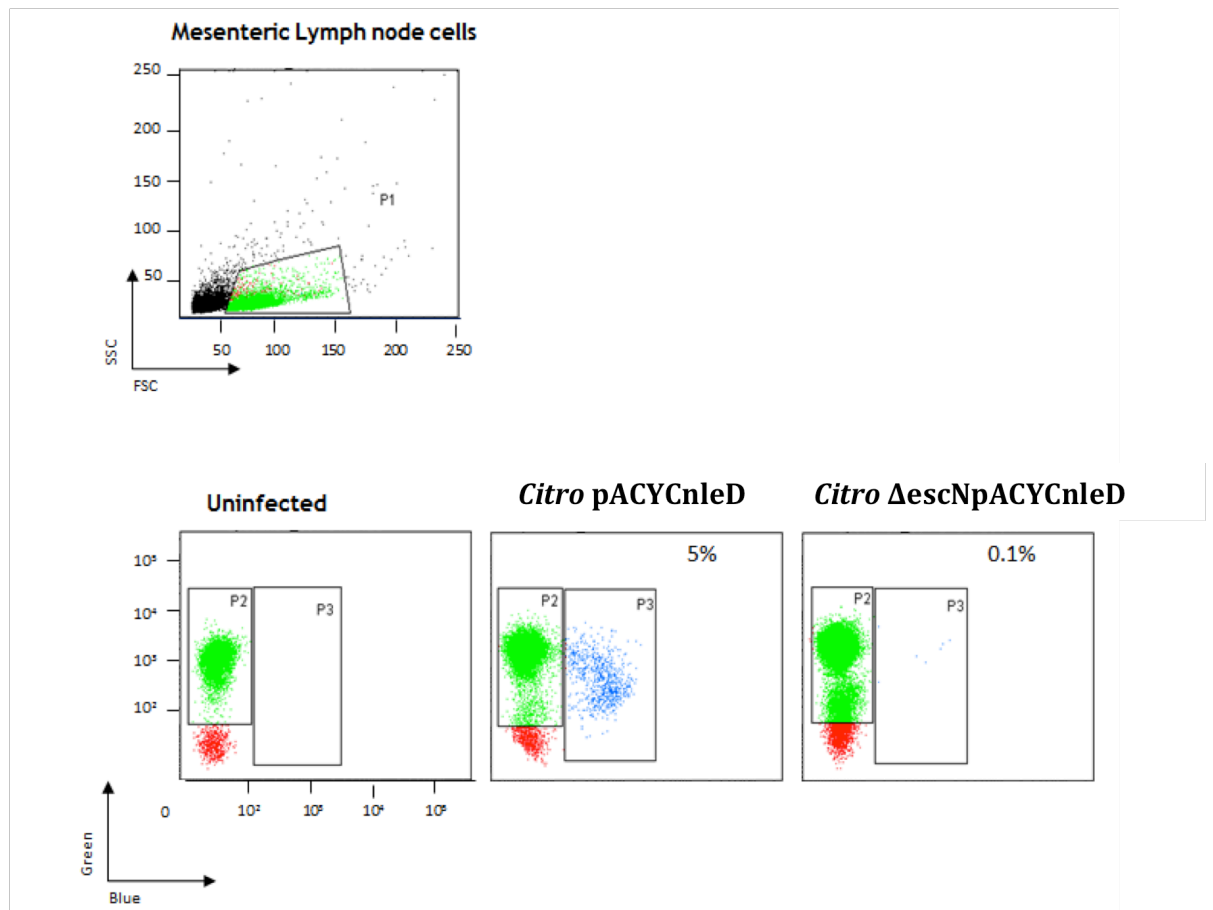 Mesenteric Lymph node cells
250
200
150
100
50
P1
50 100 150 200 250
SSC
FSC
Uninfected
Citro pACYCnleD
Citro ΔescNpACYCnleD
5%
0.1%
10⁵
10⁴
10³
10²
P2
P3
P2
P3
P2
P3
0 10² 10³ 10⁴ 10⁵
Green
Blue